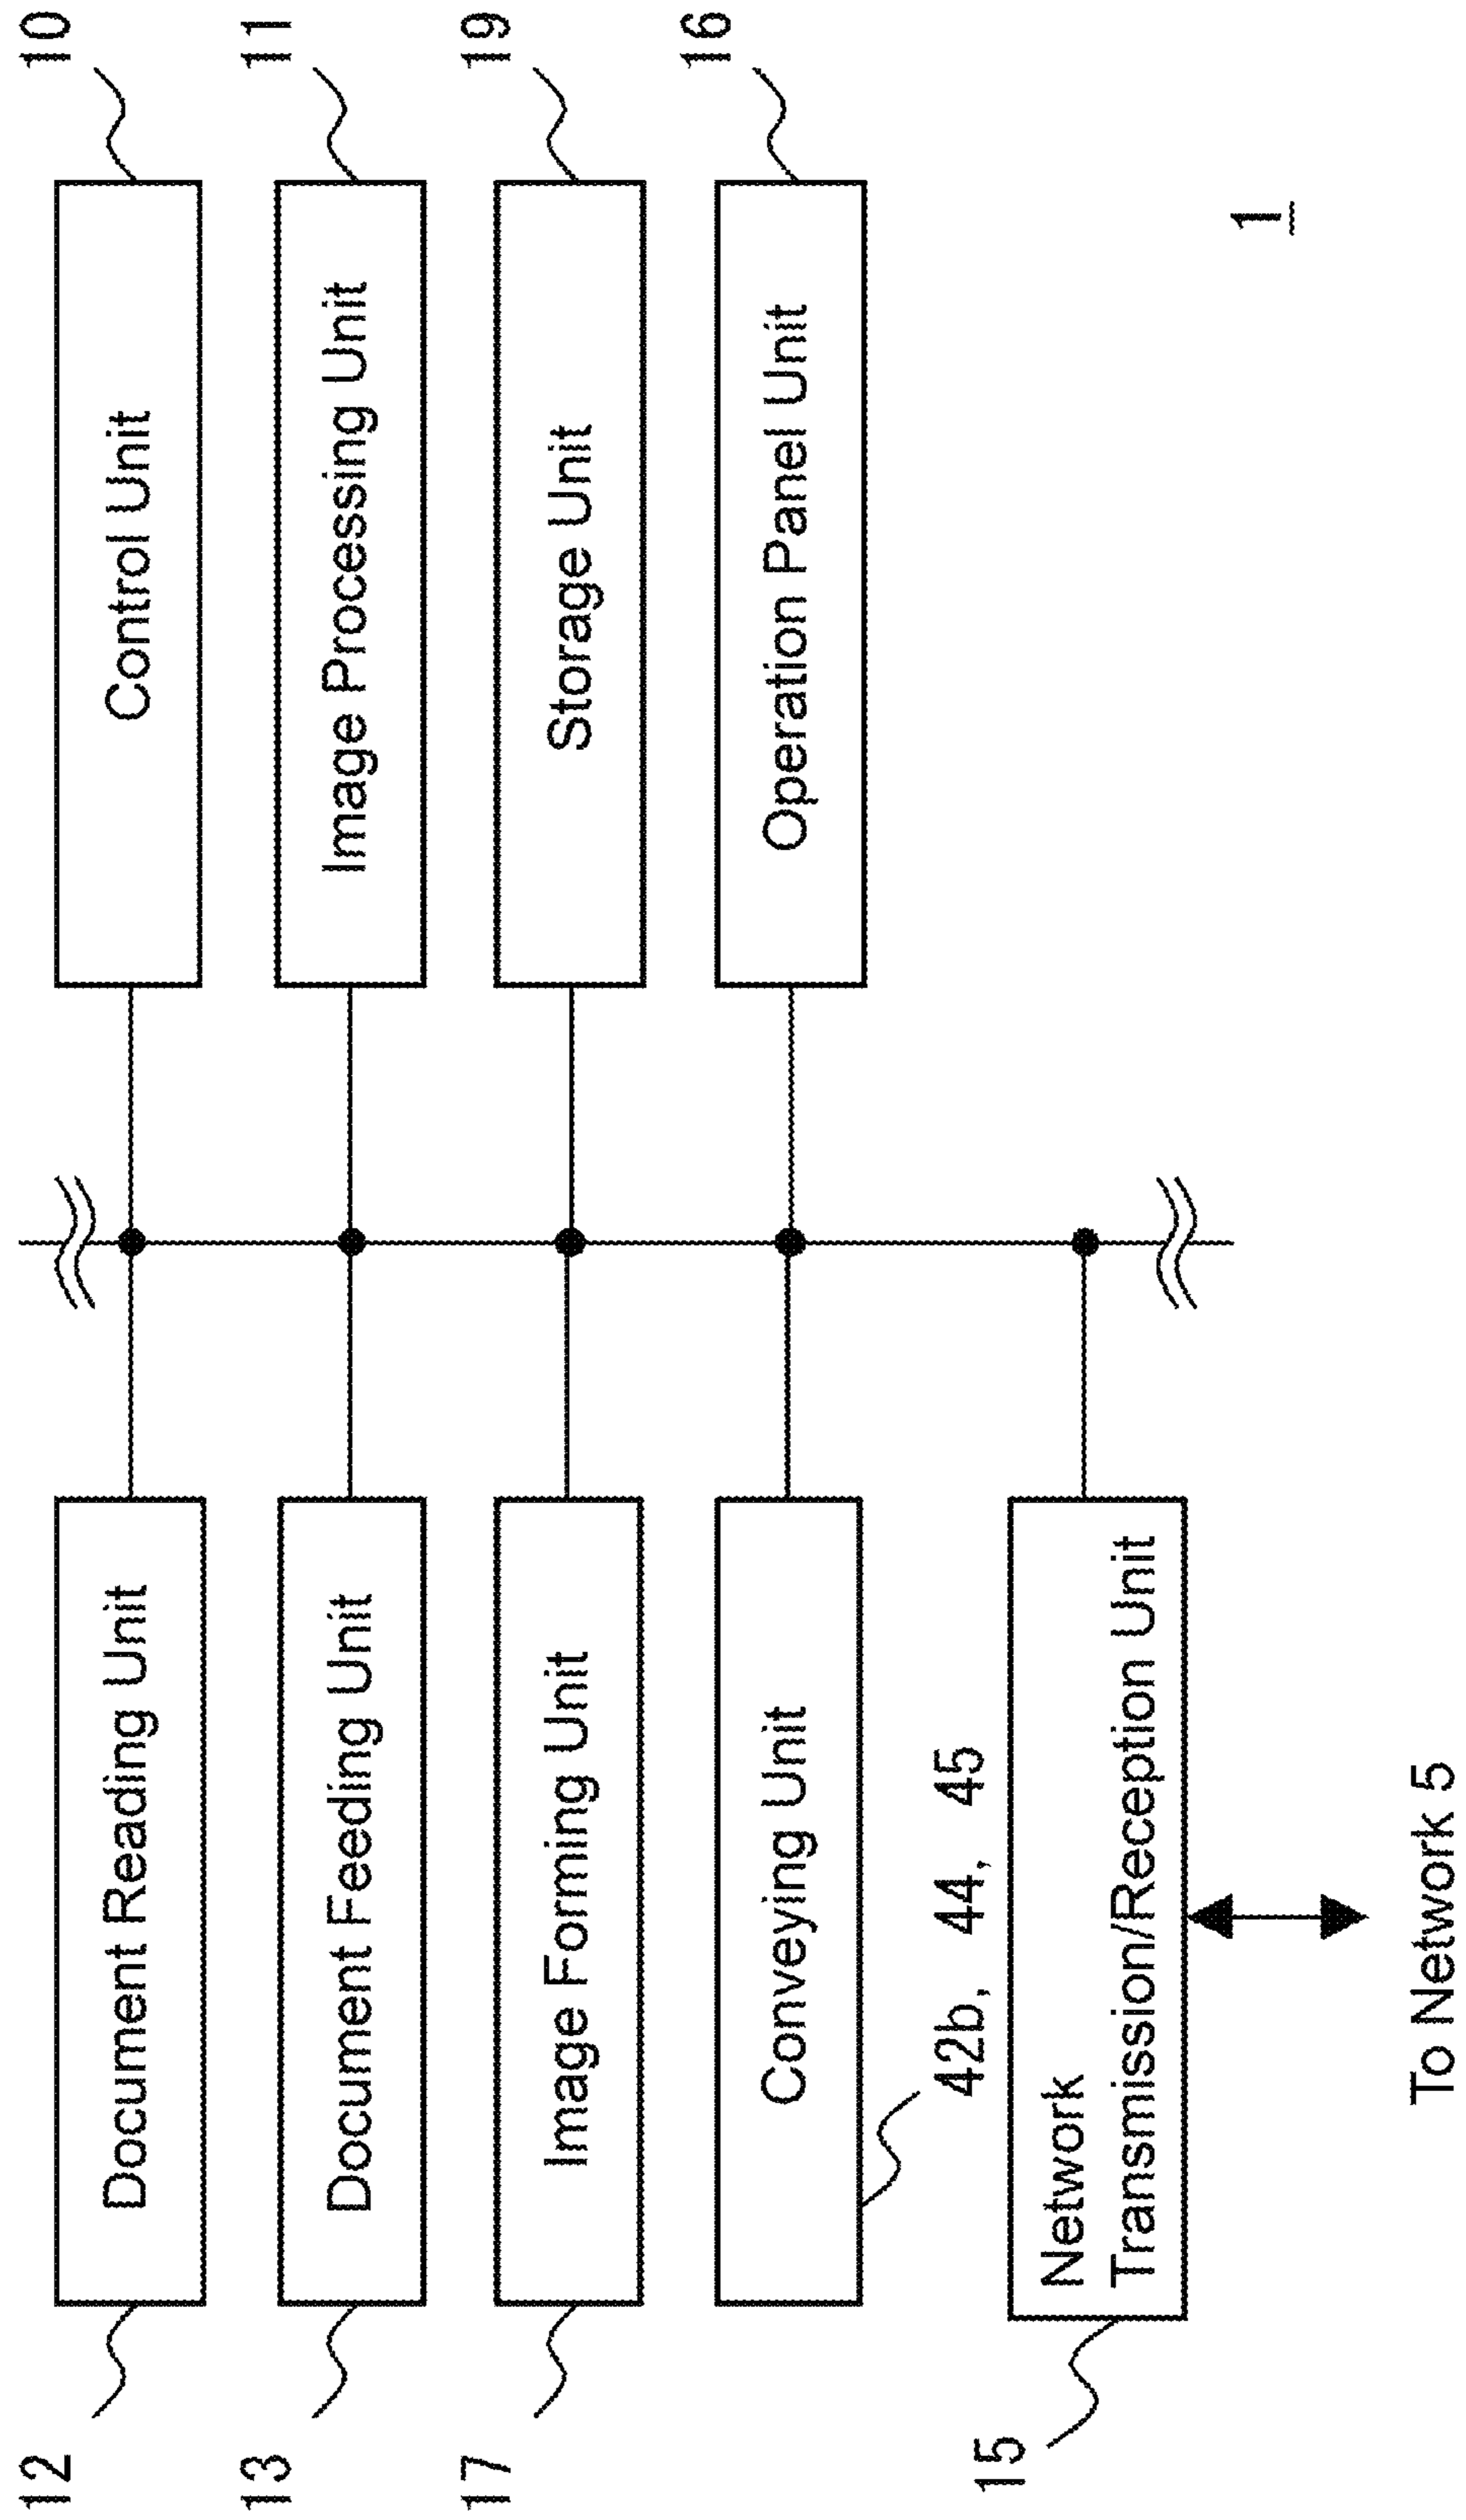 12
Document Reading Unit
Control Unit
10
13
Document Feeding Unit
Image Processing Unit
11
17
Image Forming Unit
Storage Unit
19
Conveying Unit
Operation Panel Unit
16
42b, 44, 45
15
Network
Transmission/Reception Unit
1
To Network 5